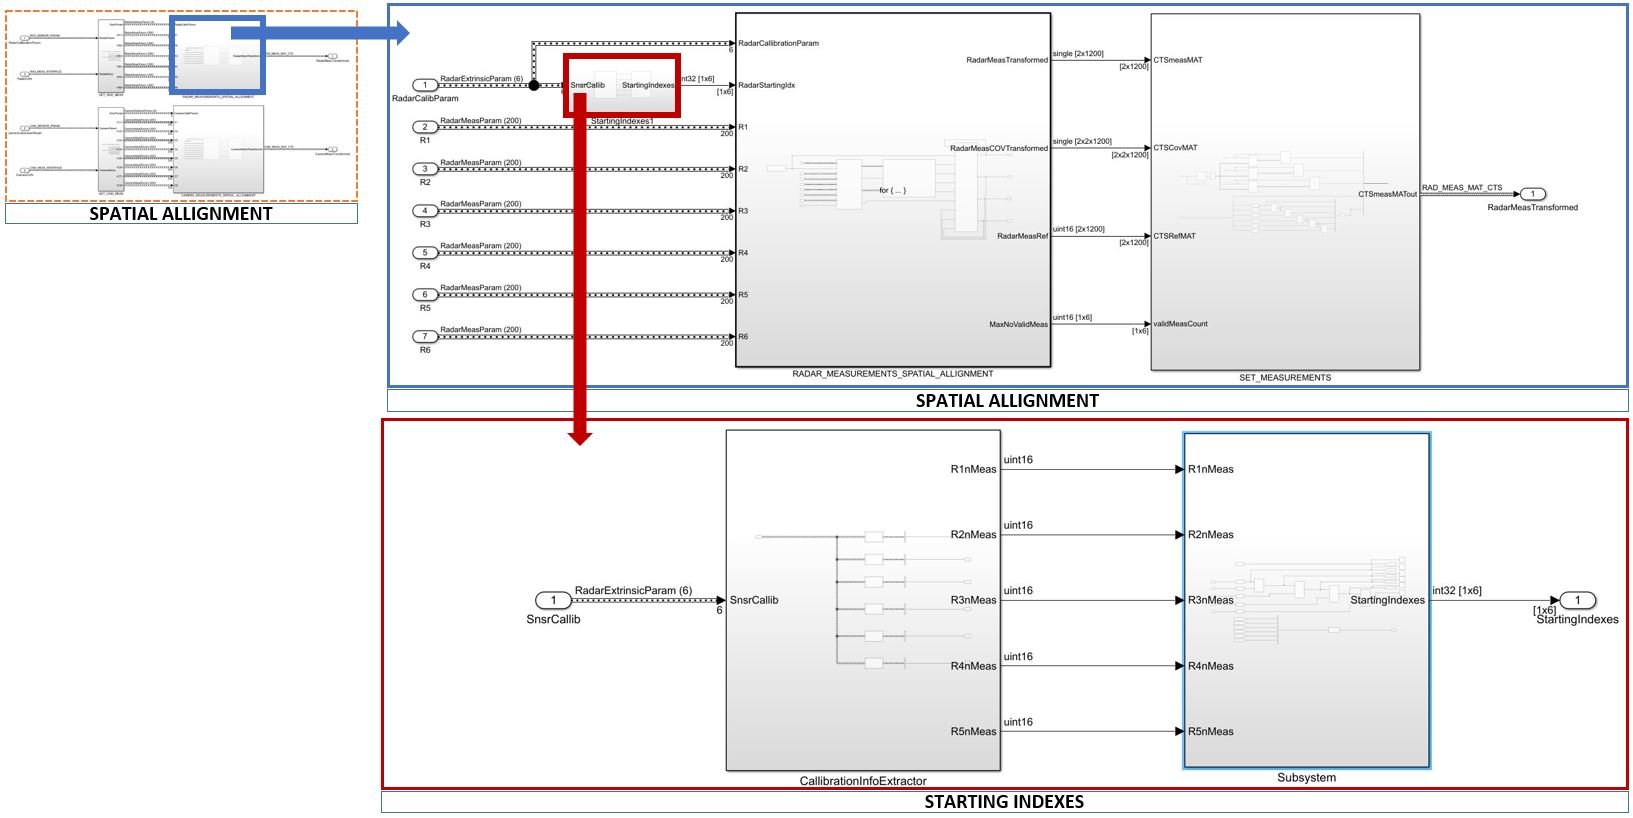 SPATIAL ALLIGNMENT
RadarExtrinsicParam (6)
1
RadarCalibParam
SnsrCallib
StartingIndexes
int32 [1x6]
[1x6]
StartingIndexes1
RadarMeasParam (200)
2
R1
200
RadarMeasParam (200)
3
R2
200
RadarMeasParam (200)
4
R3
200
RadarMeasParam (200)
5
R4
200
RadarMeasParam (200)
6
R5
200
RadarMeasParam (200)
7
R6
200
RadarCallibrationParam
6
RadarStartingIdx
R1
R2
R3
R4
R5
R6
for { ... }
RadarMeasTransformed
RadarMeasCOVTransformed
RadarMeasRef
MaxNoValidMeas
RADAR_MEASUREMENTS_SPATIAL_ALLIGNMENT
single [2x1200]
[2x1200]
single [2x2x1200]
[2x2x1200]
uint16 [2x1200]
[2x1200]
uint16 [1x6]
[1x6]
CTSmeasMAT
CTSCovMAT
CTSRefMAT
validMeasCount
CTSmeasMATout
SET_MEASUREMENTS
RAD_MEAS_MAT_CTS
1
RadarMeasTransformed
SPATIAL ALLIGNMENT
1
SnsrCallib
RadarExtrinsicParam (6)
6
SnsrCallib
R1nMeas
R2nMeas
R3nMeas
R4nMeas
R5nMeas
CallibrationInfoExtractor
uint16
uint16
uint16
uint16
uint16
R1nMeas
R2nMeas
R3nMeas
R4nMeas
R5nMeas
StartingIndexes
Subsystem
int32 [1x6]
[1x6]
1
StartingIndexes
STARTING INDEXES